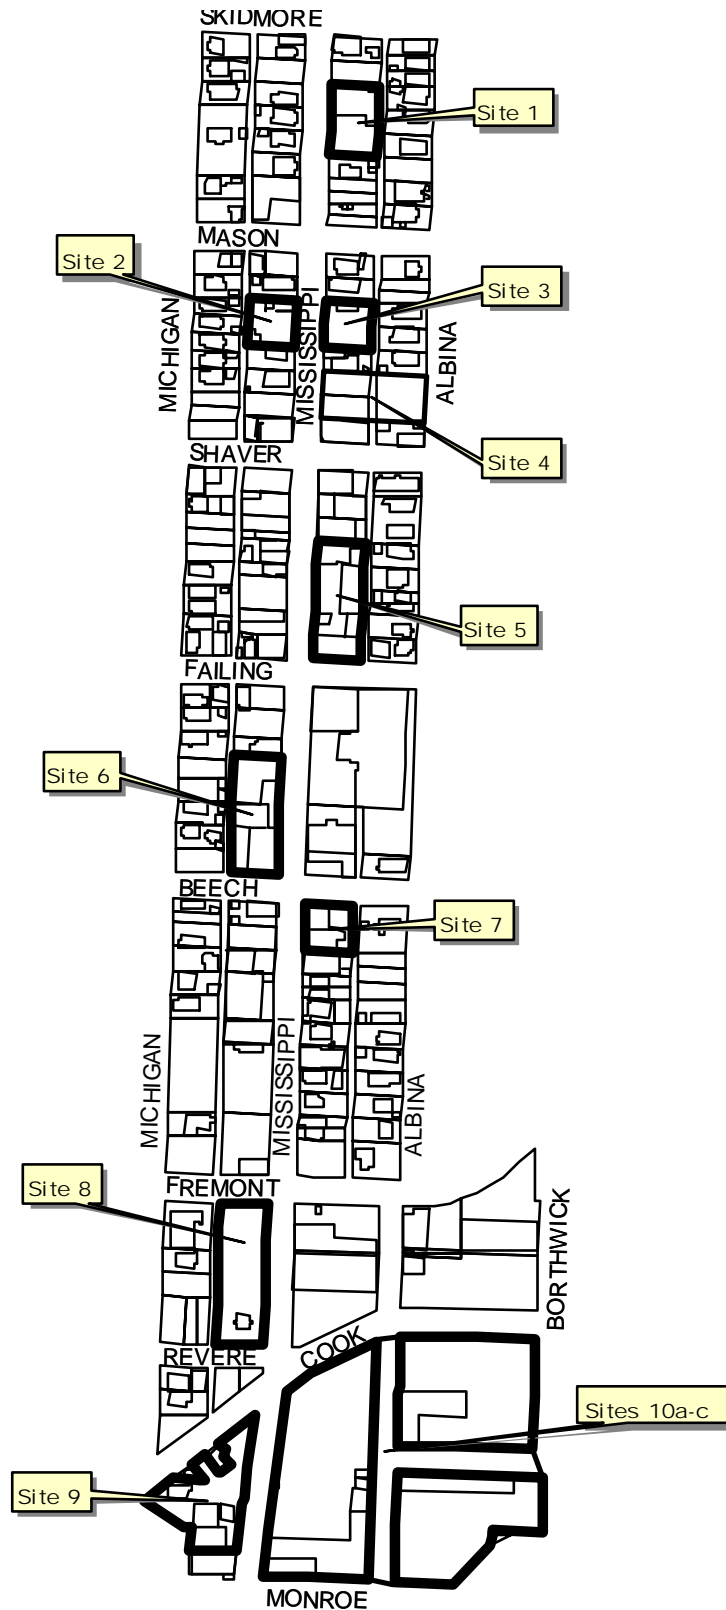 SKIDMORE
Site 1
MASON
Site 2
Site 3
MICHIGAN
MISSISSIPPI
ALBINA
SHAVER
Site 4
Site 5
FAILING
Site 6
BEECH
Site 7
MICHIGAN
MISSISSIPPI
ALBINA
FREMONT
Site 8
BORTHWICK
REVERE
COOK
Sites 10a-c
Site 9
MONROE